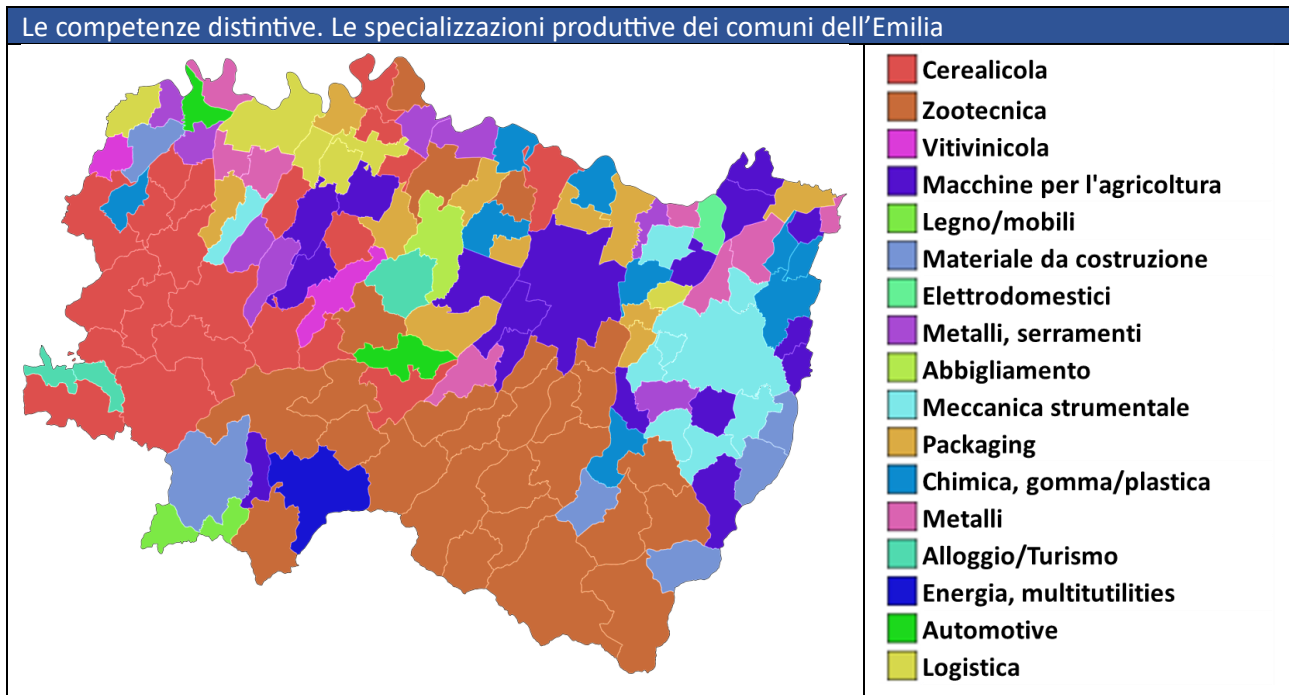 Le competenze distintive. Le specializzazioni produttive dei comuni dell’Emilia
Cerealicola
Zootecnica
Vitivinicola
Macchine per l'agricoltura
Legno/mobili
Materiale da costruzione
Elettrodomestici
Metalli, serramenti
Abbigliamento
Meccanica strumentale
Packaging
Chimica, gomma/plastica
Metalli
Alloggio/Turismo
Energia, multitutilities
Automotive
Logistica